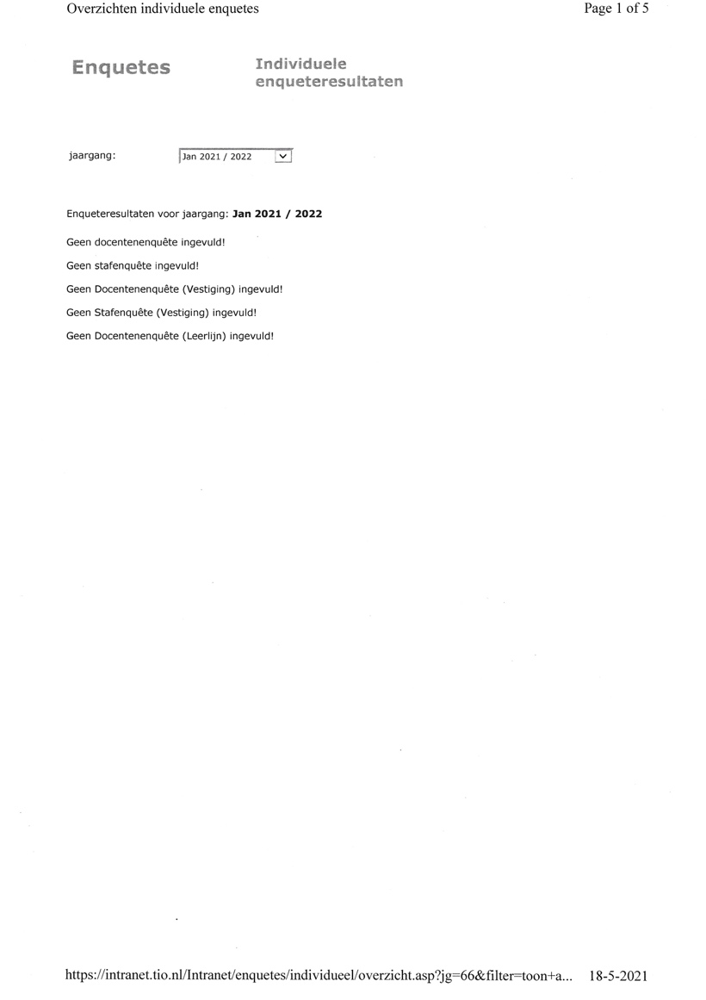 Overzichten individuele enquetes Page 1 of 5
Enquetes
Individuele
enqueteresultaten
jaargang: Jan 2021 / 2022
Enqueteresultaten voor jaargang: Jan 2021 / 2022
Geen docentenenquête ingevuld!
Geen stafenquête ingevuld!
Geen Docentenenquête (Vestiging) ingevuld!
Geen Stafenquête (Vestiging) ingevuld!
Geen Docentenenquête (Leerlijn) ingevuld!
https://intranet.tio.nl/Intranet/enquetes/individueel/overzicht.asp?jg=66&filter=toon+a... 18-5-2021